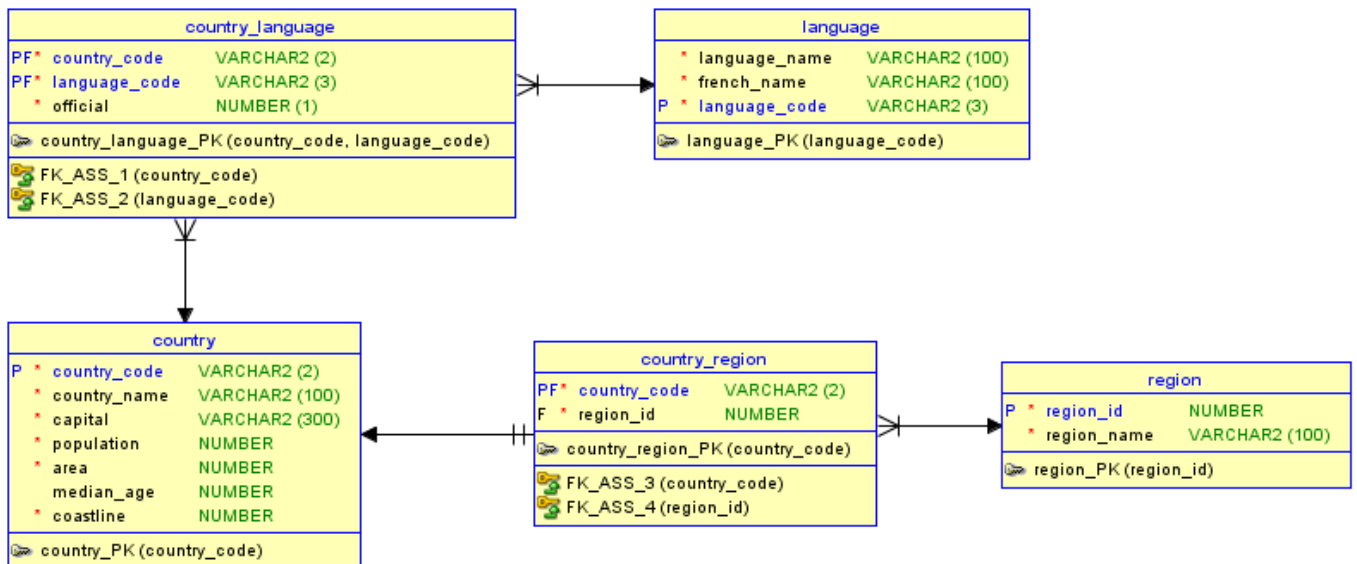 country_language
PF* country_code VARCHAR2 (2)
PF* language_code VARCHAR2 (3)
* official NUMBER (1)
country_language_PK (country_code, language_code)
FK_ASS_1 (country_code)
FK_ASS_2 (language_code)
language
* language_name VARCHAR2 (100)
* french_name VARCHAR2 (100)
P * language_code VARCHAR2 (3)
language_PK (language_code)
country
P * country_code VARCHAR2 (2)
* country_name VARCHAR2 (100)
* capital VARCHAR2 (300)
* population NUMBER
* area NUMBER
median_age NUMBER
* coastline NUMBER
country_PK (country_code)
country_region
PF* country_code VARCHAR2 (2)
F * region_id NUMBER
country_region_PK (country_code)
FK_ASS_3 (country_code)
FK_ASS_4 (region_id)
region
P * region_id NUMBER
* region_name VARCHAR2 (100)
region_PK (region_id)